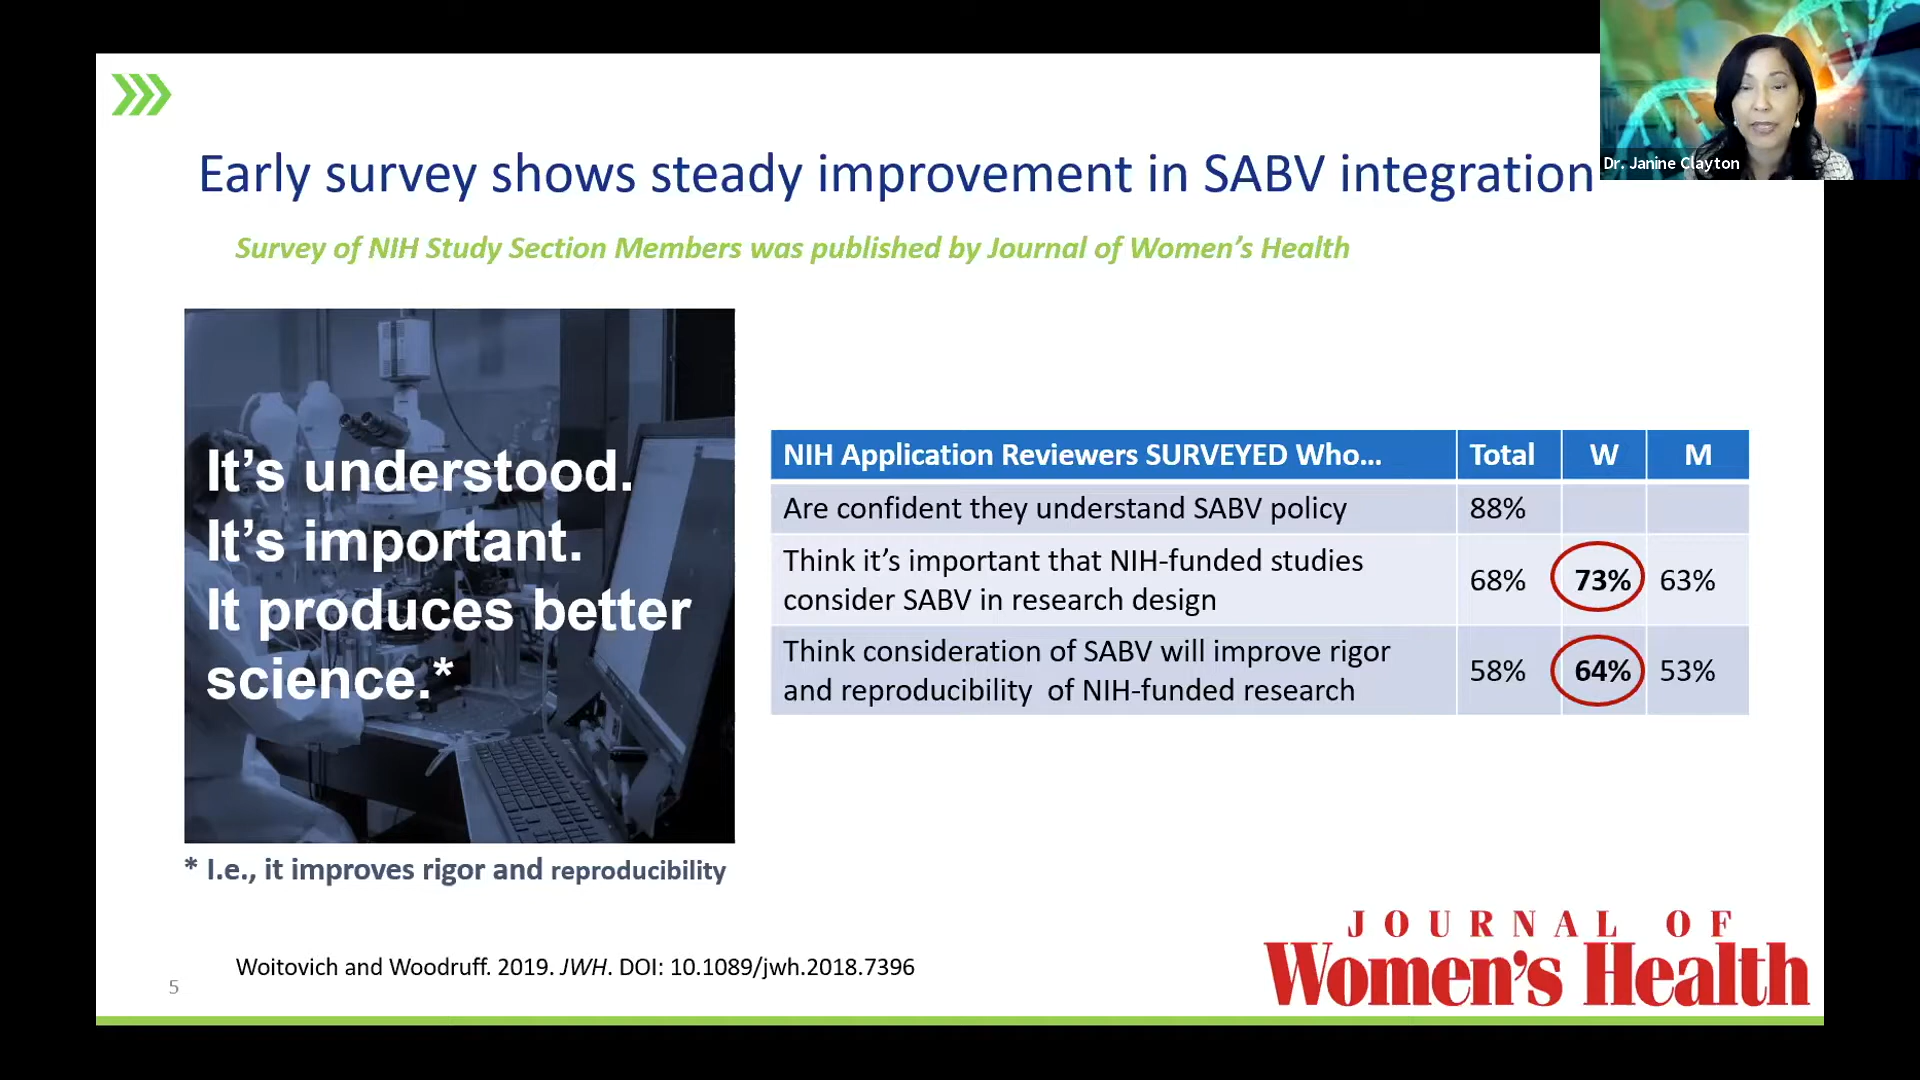 Early survey shows steady improvement in SABV integration
Dr. Janine Clayton
Survey of NIH Study Section Members was published by Journal of Women's Health
It's understood.
It's important.
It produces better
science.*
* I.e., it improves rigor and reproducibility
NIH Application Reviewers SURVEYED Who... Total W M
Are confident they understand SABV policy 88%
Think it's important that NIH-funded studies
consider SABV in research design 68% 73% 63%
Think consideration of SABV will improve rigor
and reproducibility of NIH-funded research 58% 64% 53%
Woitovich and Woodruff. 2019. JWH. DOI: 10.1089/jwh.2018.7396
5
JOURNAL OF
Women's Health